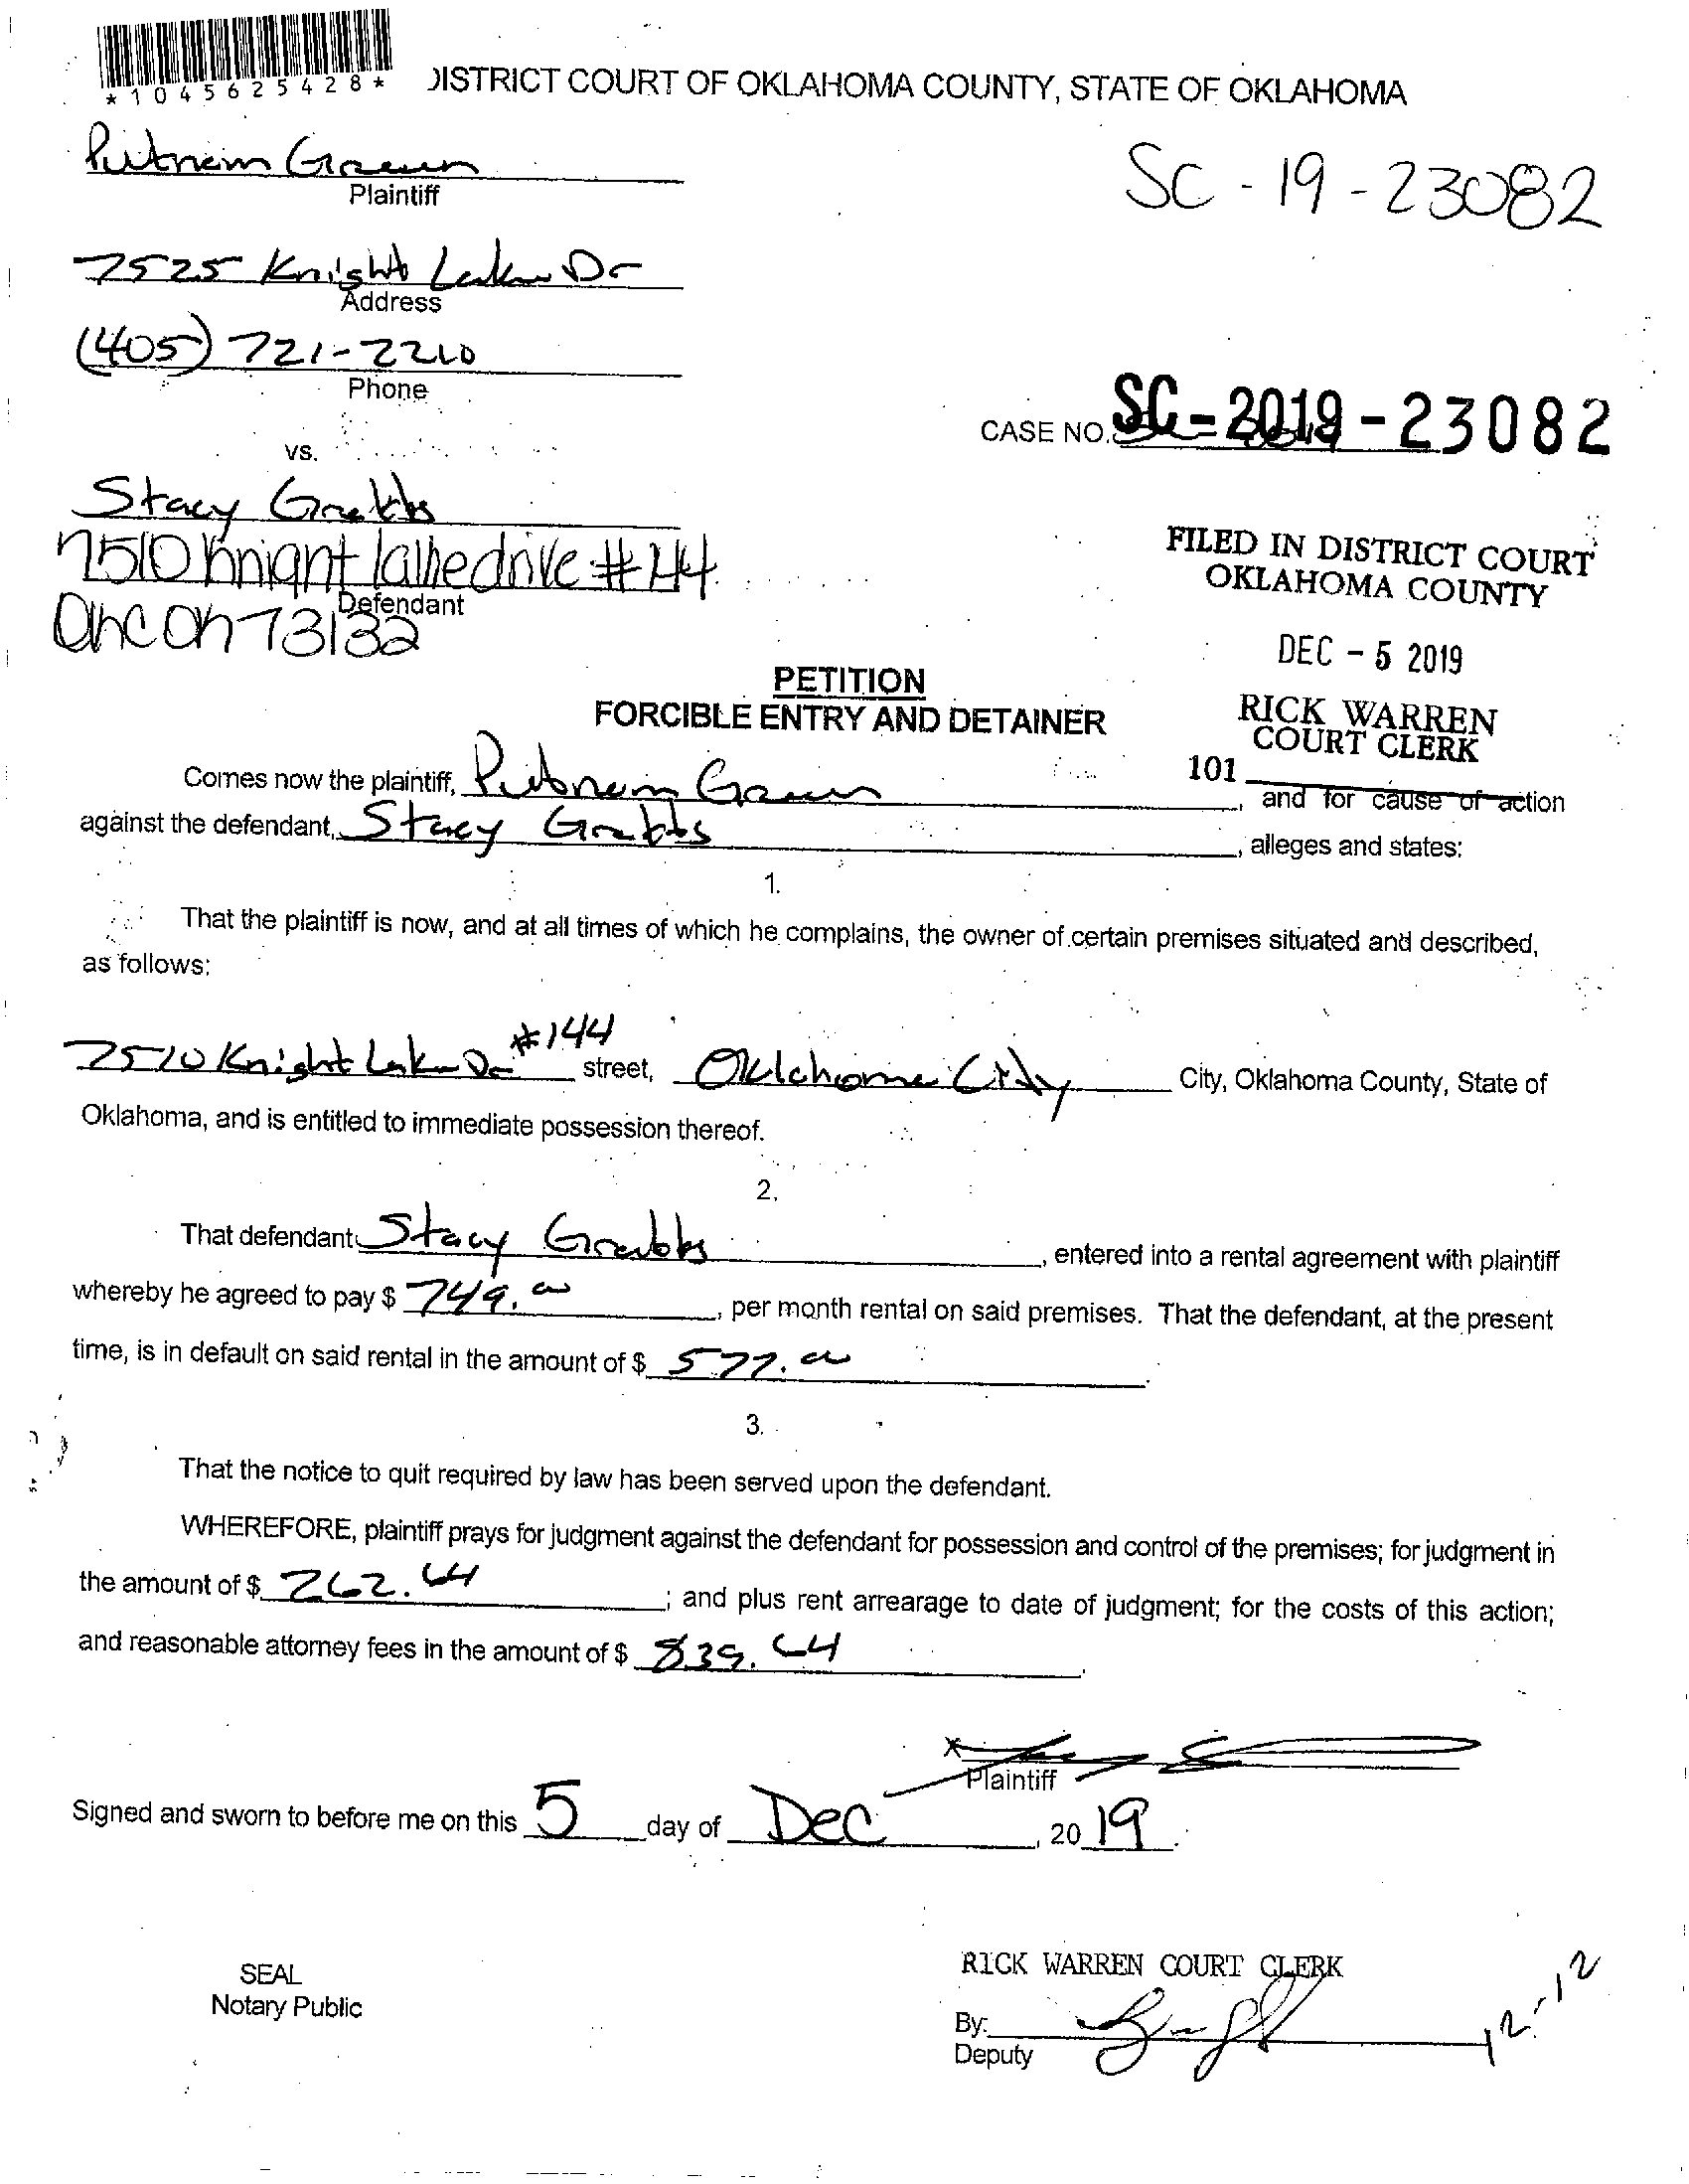 *1045625428*
DISTRICT COURT OF OKLAHOMA COUNTY, STATE OF OKLAHOMA
Putnam Green
Plaintiff
SC - 19 - 23082
7525 Knight Lake Dr
Address
(405) 721-2210
Phone
CASE NO. SC-2019-23082
vs.
Stacy Grabbs
7510 Knight lake drive #144
Defendant
OKC OK 73132
FILED IN DISTRICT COURT
OKLAHOMA COUNTY
DEC - 5 2019
RICK WARREN
COURT CLERK
101
PETITION
FORCIBLE ENTRY AND DETAINER
Comes now the plaintiff, Putnam Green, and for cause of action
against the defendant, Stacy Grabbs, alleges and states:
1.
That the plaintiff is now, and at all times of which he complains, the owner of certain premises situated and described,
as follows:
7510 Knight Lake Dr #144 street, Oklahoma City City, Oklahoma County, State of
Oklahoma, and is entitled to immediate possession thereof.
2.
That defendant Stacy Grabbs, entered into a rental agreement with plaintiff
whereby he agreed to pay $ 749.00, per month rental on said premises. That the defendant, at the present
time, is in default on said rental in the amount of $ 577.00.
3.
That the notice to quit required by law has been served upon the defendant.
WHEREFORE, plaintiff prays for judgment against the defendant for possession and control of the premises; for judgment in
the amount of $ 262.64; and plus rent arrearage to date of judgment; for the costs of this action;
and reasonable attorney fees in the amount of $ 839.64.
x
Plaintiff
Signed and sworn to before me on this 5 day of Dec, 2019.
SEAL
Notary Public
RICK WARREN COURT CLERK
By:
Deputy
12-12